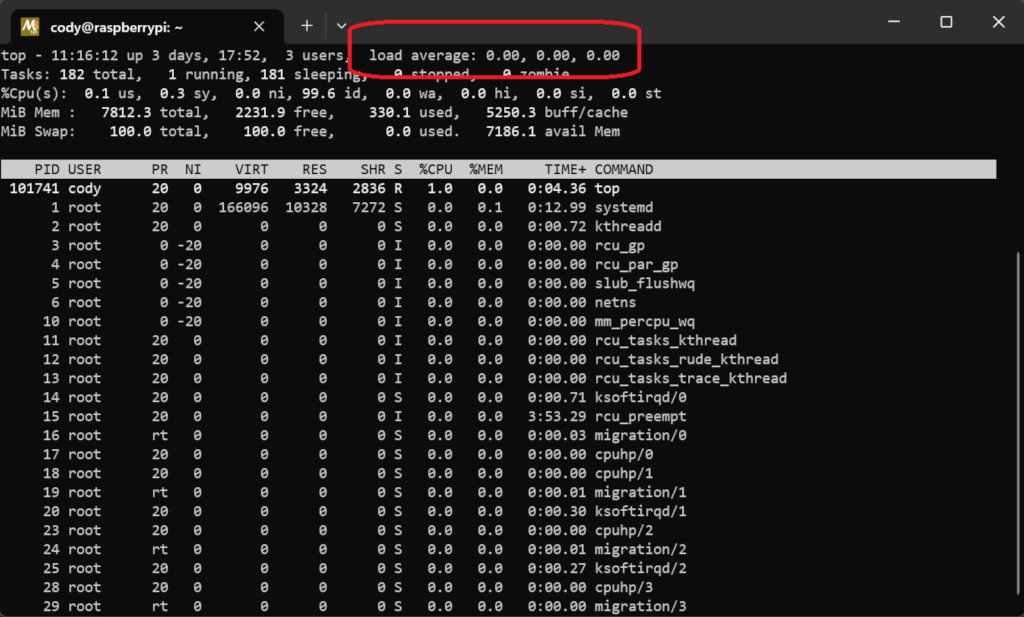 cody@raspberrypi: ~
top - 11:16:12 up 3 days, 17:52,  3 users,  load average: 0.00, 0.00, 0.00
Tasks: 182 total,   1 running, 181 sleeping,   0 stopped,   0 zombie
%Cpu(s):  0.1 us,  0.3 sy,  0.0 ni, 99.6 id,  0.0 wa,  0.0 hi,  0.0 si,  0.0 st
MiB Mem :   7812.3 total,   2231.9 free,    330.1 used,   5250.3 buff/cache
MiB Swap:    100.0 total,    100.0 free,      0.0 used.   7186.1 avail Mem
PID USER      PR  NI    VIRT    RES    SHR S  %CPU  %MEM     TIME+ COMMAND
101741 cody      20   0    9976   3324   2836 R   1.0   0.0   0:04.36 top
1 root      20   0  166096  10328   7272 S   0.0   0.1   0:12.99 systemd
2 root      20   0       0      0      0 S   0.0   0.0   0:00.72 kthreadd
3 root       0 -20       0      0      0 I   0.0   0.0   0:00.00 rcu_gp
4 root       0 -20       0      0      0 I   0.0   0.0   0:00.00 rcu_par_gp
5 root       0 -20       0      0      0 I   0.0   0.0   0:00.00 slub_flushwq
6 root       0 -20       0      0      0 I   0.0   0.0   0:00.00 netns
10 root       0 -20       0      0      0 I   0.0   0.0   0:00.00 mm_percpu_wq
11 root      20   0       0      0      0 I   0.0   0.0   0:00.00 rcu_tasks_kthread
12 root      20   0       0      0      0 I   0.0   0.0   0:00.00 rcu_tasks_rude_kthread
13 root      20   0       0      0      0 I   0.0   0.0   0:00.00 rcu_tasks_trace_kthread
14 root      20   0       0      0      0 S   0.0   0.0   0:00.71 ksoftirqd/0
15 root      20   0       0      0      0 I   0.0   0.0   3:53.29 rcu_preempt
16 root      rt   0       0      0      0 S   0.0   0.0   0:00.03 migration/0
17 root      20   0       0      0      0 S   0.0   0.0   0:00.00 cpuhp/0
18 root      20   0       0      0      0 S   0.0   0.0   0:00.00 cpuhp/1
19 root      rt   0       0      0      0 S   0.0   0.0   0:00.01 migration/1
20 root      20   0       0      0      0 S   0.0   0.0   0:00.30 ksoftirqd/1
23 root      20   0       0      0      0 S   0.0   0.0   0:00.00 cpuhp/2
24 root      rt   0       0      0      0 S   0.0   0.0   0:00.01 migration/2
25 root      20   0       0      0      0 S   0.0   0.0   0:00.27 ksoftirqd/2
28 root      20   0       0      0      0 S   0.0   0.0   0:00.00 cpuhp/3
29 root      rt   0       0      0      0 S   0.0   0.0   0:00.00 migration/3